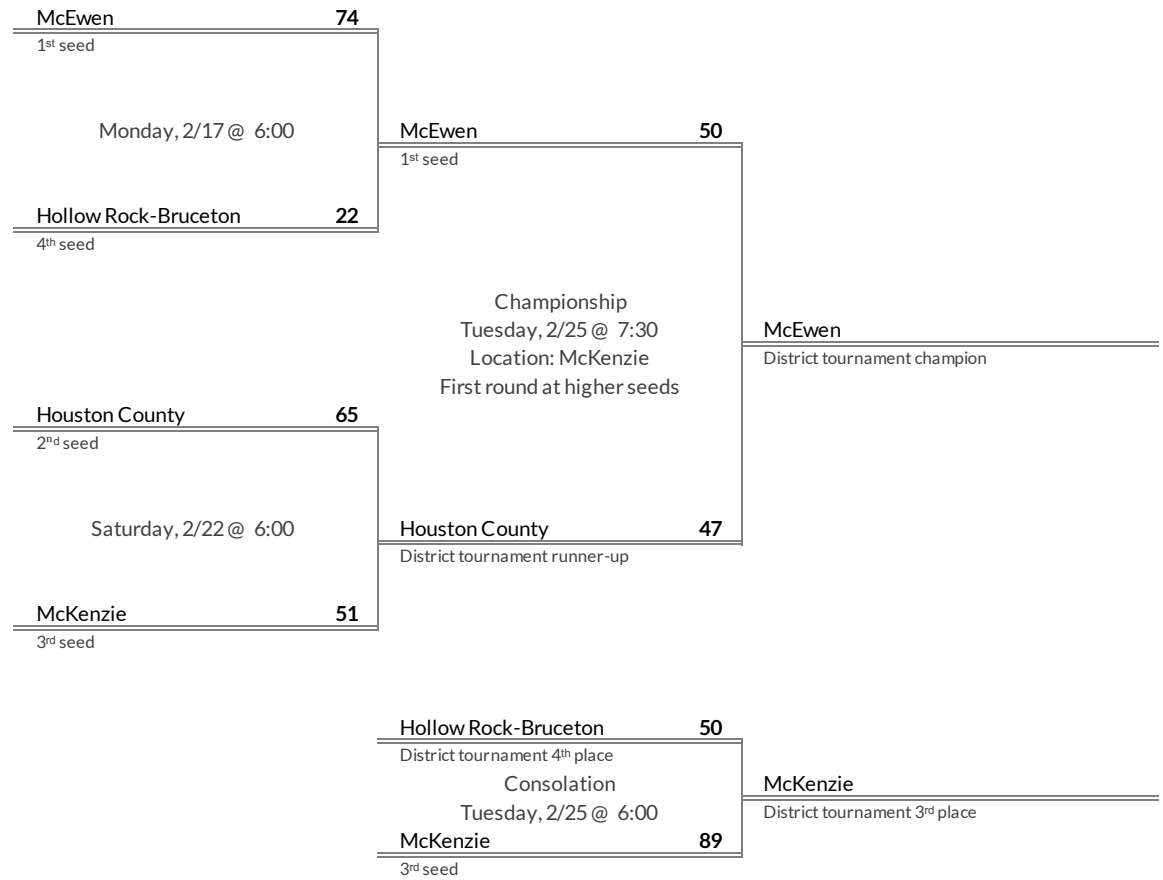 McEwen 74
1st seed
Monday, 2/17 @ 6:00
Hollow Rock-Bruceton 22
4th seed
McEwen 50
1st seed
Championship
Tuesday, 2/25 @ 7:30
Location: McKenzie
First round at higher seeds
McEwen
District tournament champion
Houston County 65
2nd seed
Saturday, 2/22 @ 6:00
McKenzie 51
3rd seed
Houston County 47
District tournament runner-up
Hollow Rock-Bruceton 50
District tournament 4th place
Consolation
Tuesday, 2/25 @ 6:00
McKenzie 89
3rd seed
McKenzie
District tournament 3rd place